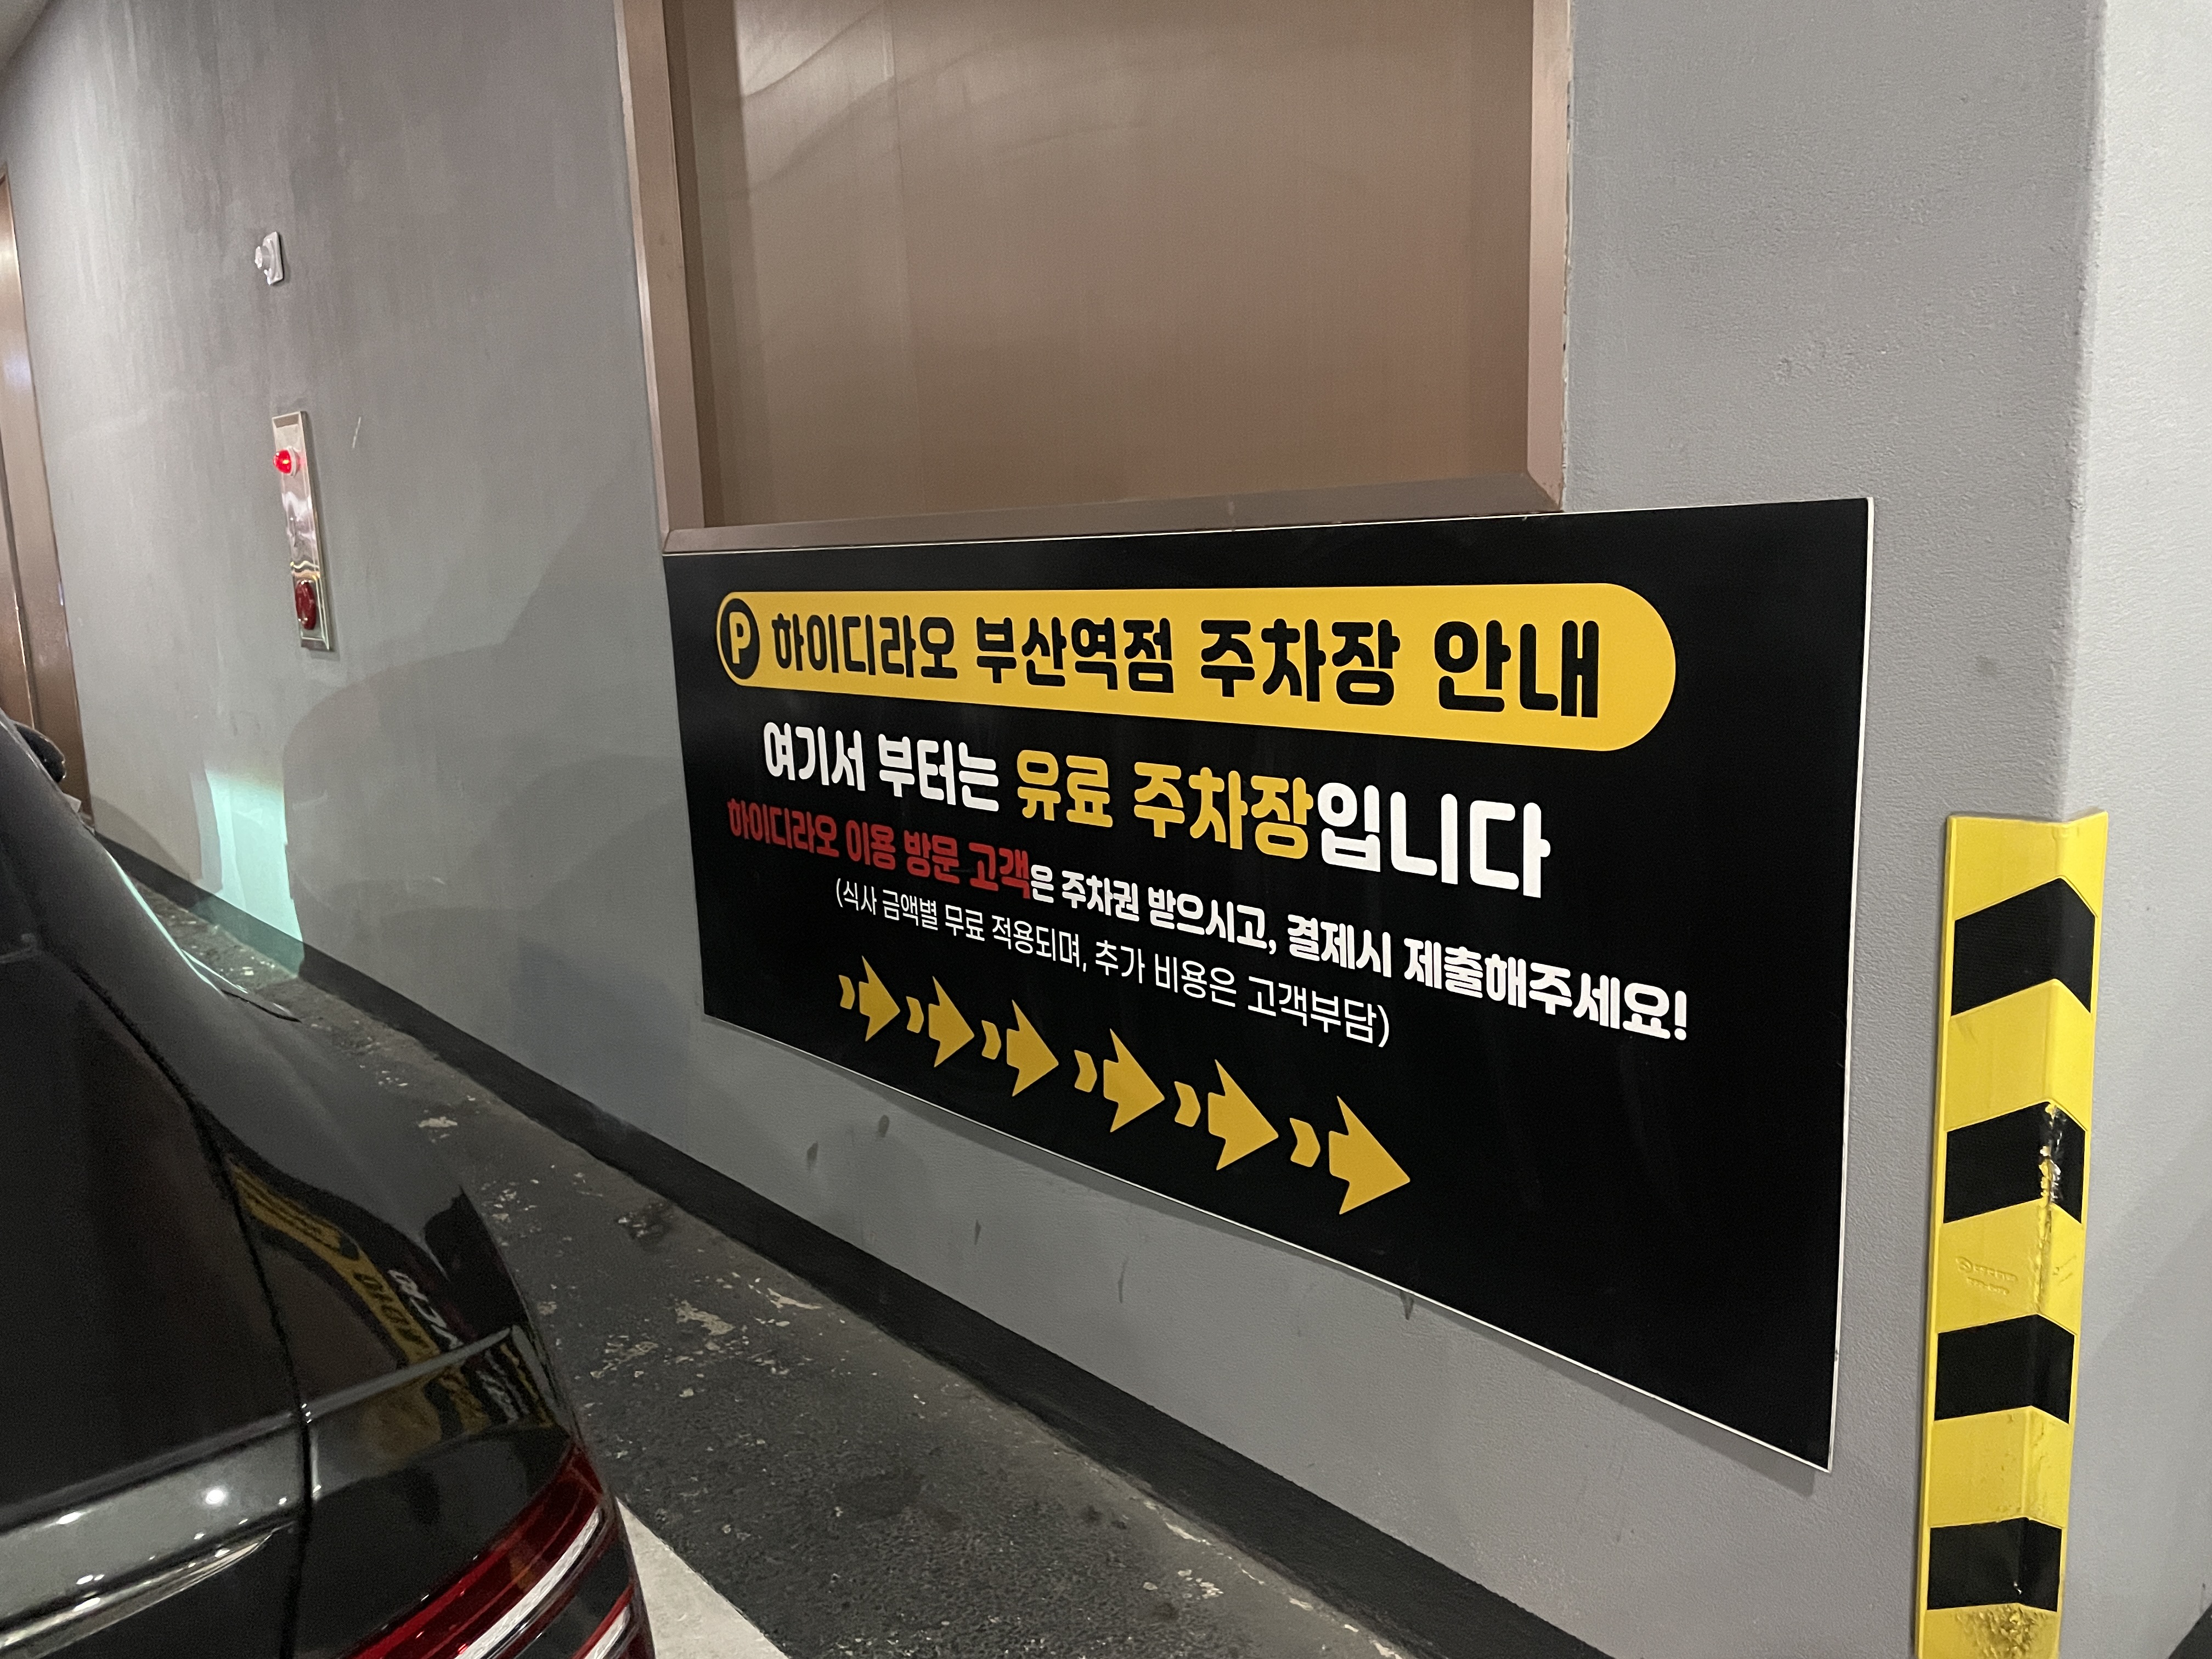 P 하이디라오 부산역점 주차장 안내
여기서 부터는 유료 주차장입니다
하이디라오 이용 방문 고객은 주차권 받으시고, 결제시 제출해주세요!
(식사 금액별 무료 적용되며, 추가 비용은 고객부담)